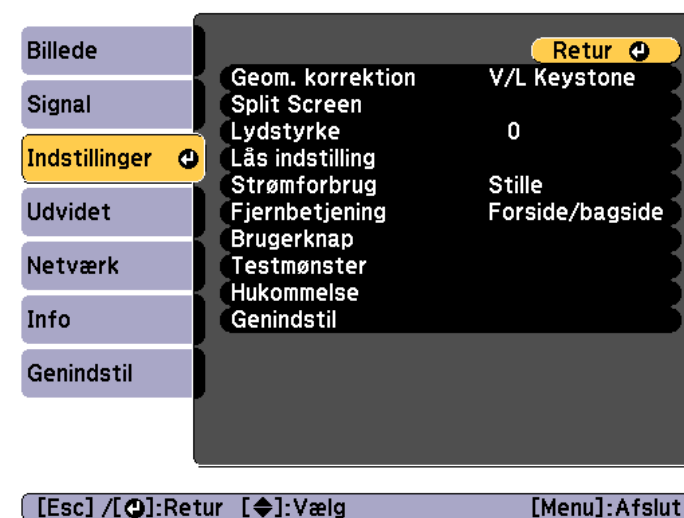 Billede
Signal
Indstillinger
Udvidet
Netværk
Info
Genindstil
Retur
Geom. korrektion V/L Keystone
Split Screen
Lydstyrke 0
Lås indstilling
Strømforbrug Stille
Fjernbetjening Forside/bagside
Brugerknap
Testmønster
Hukommelse
Genindstil
[Esc] /[⏎]:Retur [◆]:Vælg [Menu]:Afslut